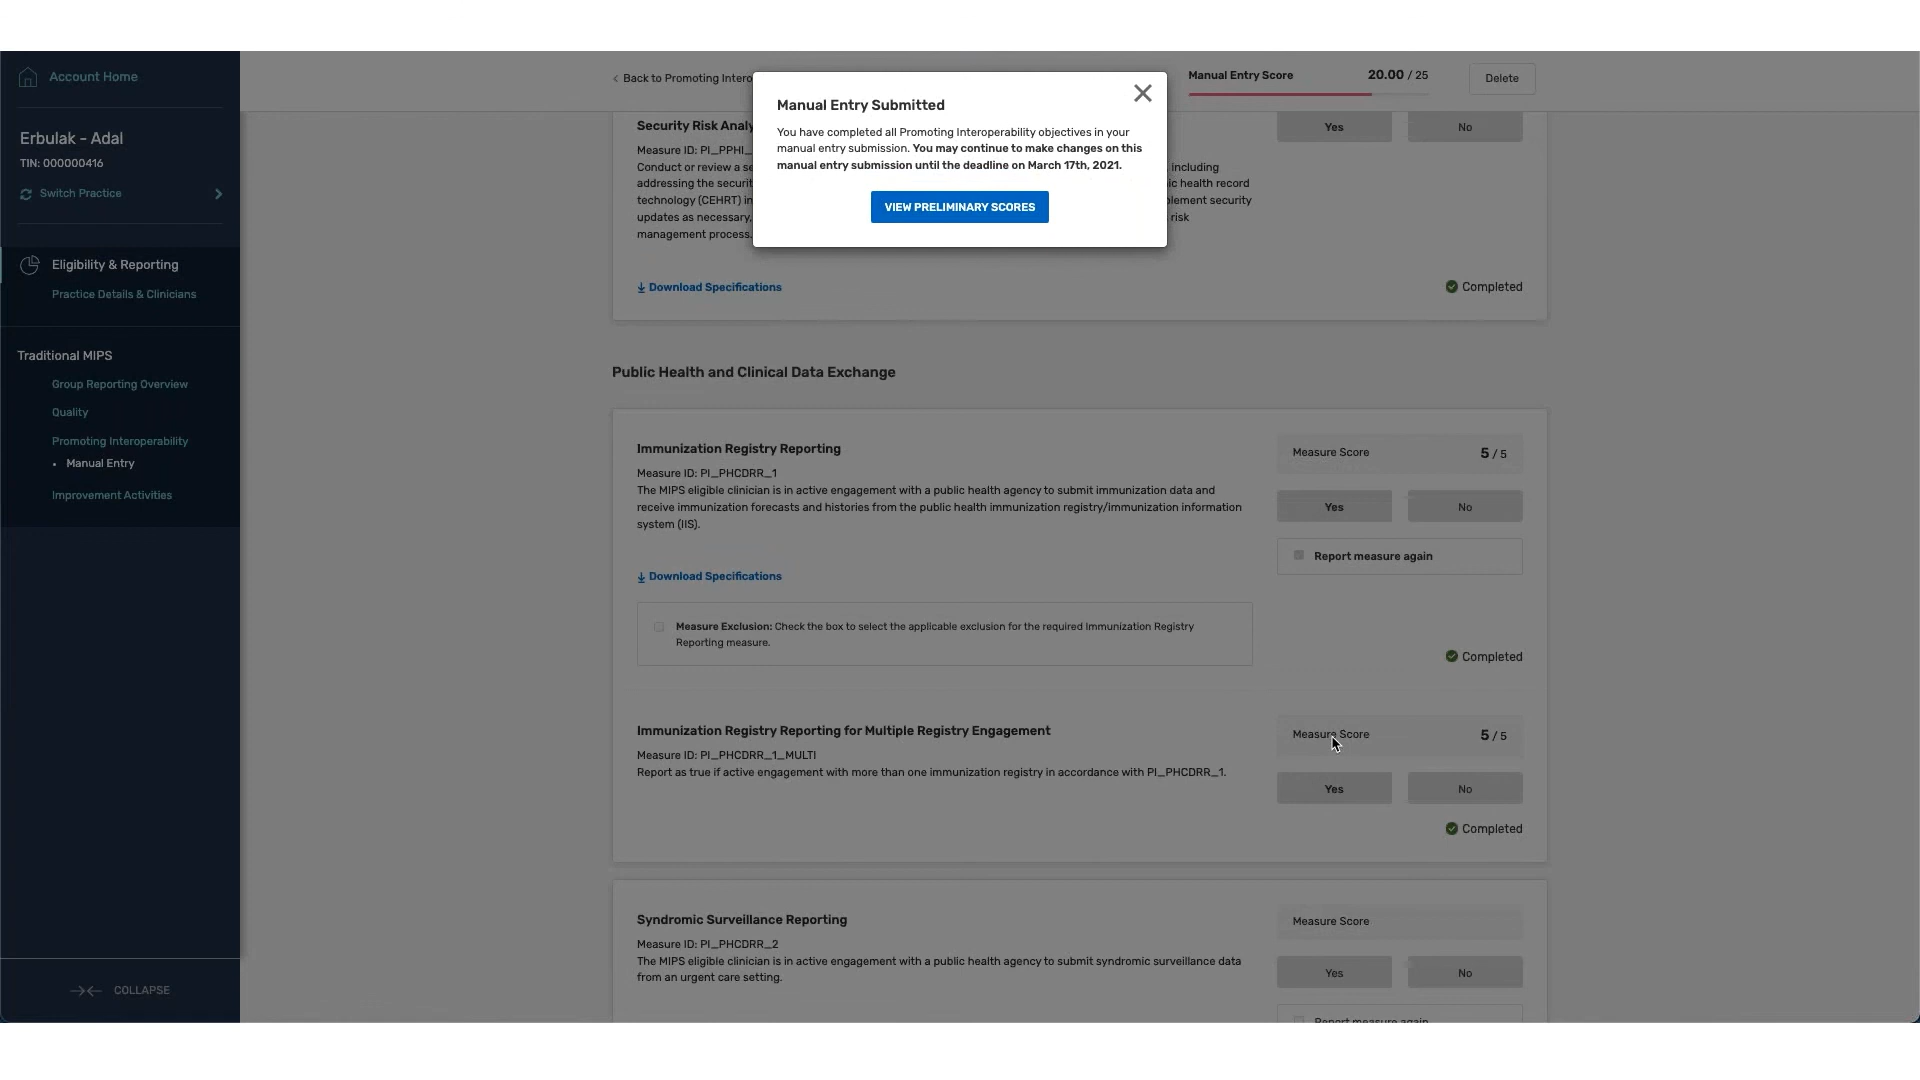 Account Home
Erbulak - Adal
TIN: 000000416
Switch Practice
Eligibility & Reporting
Practice Details & Clinicians
Traditional MIPS
Group Reporting Overview
Quality
Promoting Interoperability
• Manual Entry
Improvement Activities
COLLAPSE
< Back to Promoting Intero
Manual Entry Score 20.00 / 25
Delete
Manual Entry Submitted
You have completed all Promoting Interoperability objectives in your
manual entry submission. You may continue to make changes on this
manual entry submission until the deadline on March 17th, 2021.
VIEW PRELIMINARY SCORES
Security Risk Analy
Yes No
Measure ID: PI_PPHI_
Conduct or review a se including
addressing the securit ic health record
technology (CEHRT) in plement security
updates as necessary, risk
management process.
Download Specifications
Completed
Public Health and Clinical Data Exchange
Immunization Registry Reporting
Measure ID: PI_PHCDRR_1
The MIPS eligible clinician is in active engagement with a public health agency to submit immunization data and
receive immunization forecasts and histories from the public health immunization registry/immunization information
system (IIS).
Measure Score 5 / 5
Yes No
Report measure again
Download Specifications
Measure Exclusion: Check the box to select the applicable exclusion for the required Immunization Registry
Reporting measure.
Completed
Immunization Registry Reporting for Multiple Registry Engagement
Measure ID: PI_PHCDRR_1_MULTI
Report as true if active engagement with more than one immunization registry in accordance with PI_PHCDRR_1.
Measure Score 5 / 5
Yes No
Completed
Syndromic Surveillance Reporting
Measure ID: PI_PHCDRR_2
The MIPS eligible clinician is in active engagement with a public health agency to submit syndromic surveillance data
from an urgent care setting.
Measure Score
Yes No
Report measure again